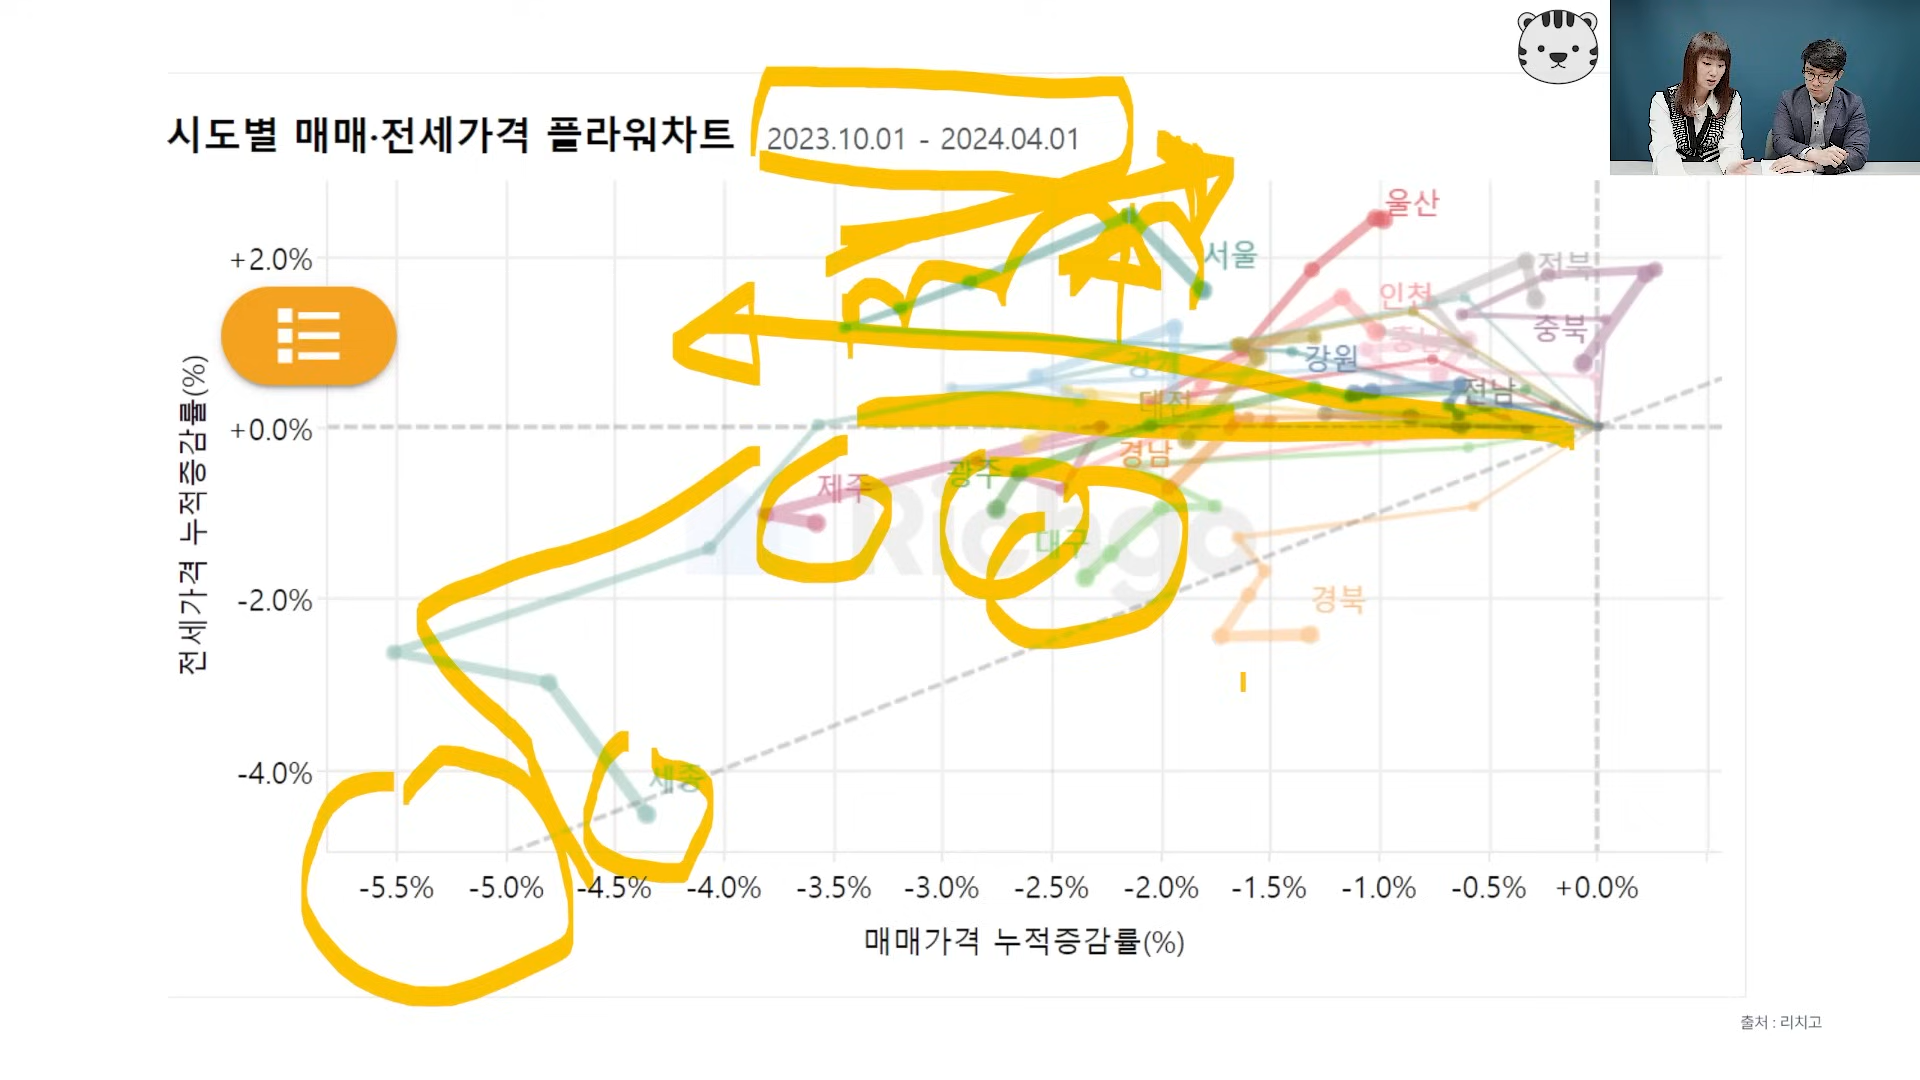 시도별 매매·전세가격 플라워차트 2023.10.01 - 2024.04.01
울산
서울
전북
인천
충북
충남
경기
강원
전남
대전
경남
광주
제주
대구
경북
세종
Richgo
+2.0%
+0.0%
-2.0%
-4.0%
전세가격 누적증감률(%)
-5.5% -5.0% -4.5% -4.0% -3.5% -3.0% -2.5% -2.0% -1.5% -1.0% -0.5% +0.0%
매매가격 누적증감률(%)
출처 : 리치고